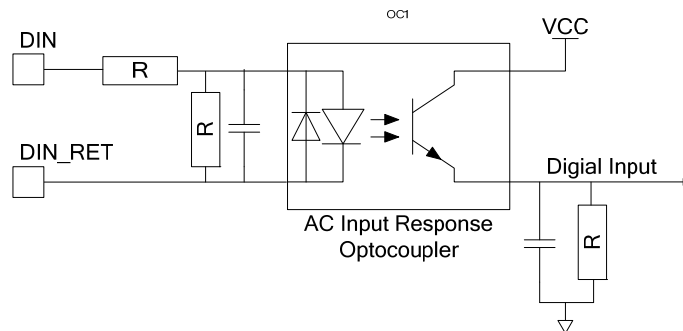 OC1
DIN
VCC
R
R
DIN_RET
Digial Input
AC Input Response
Optocoupler
R